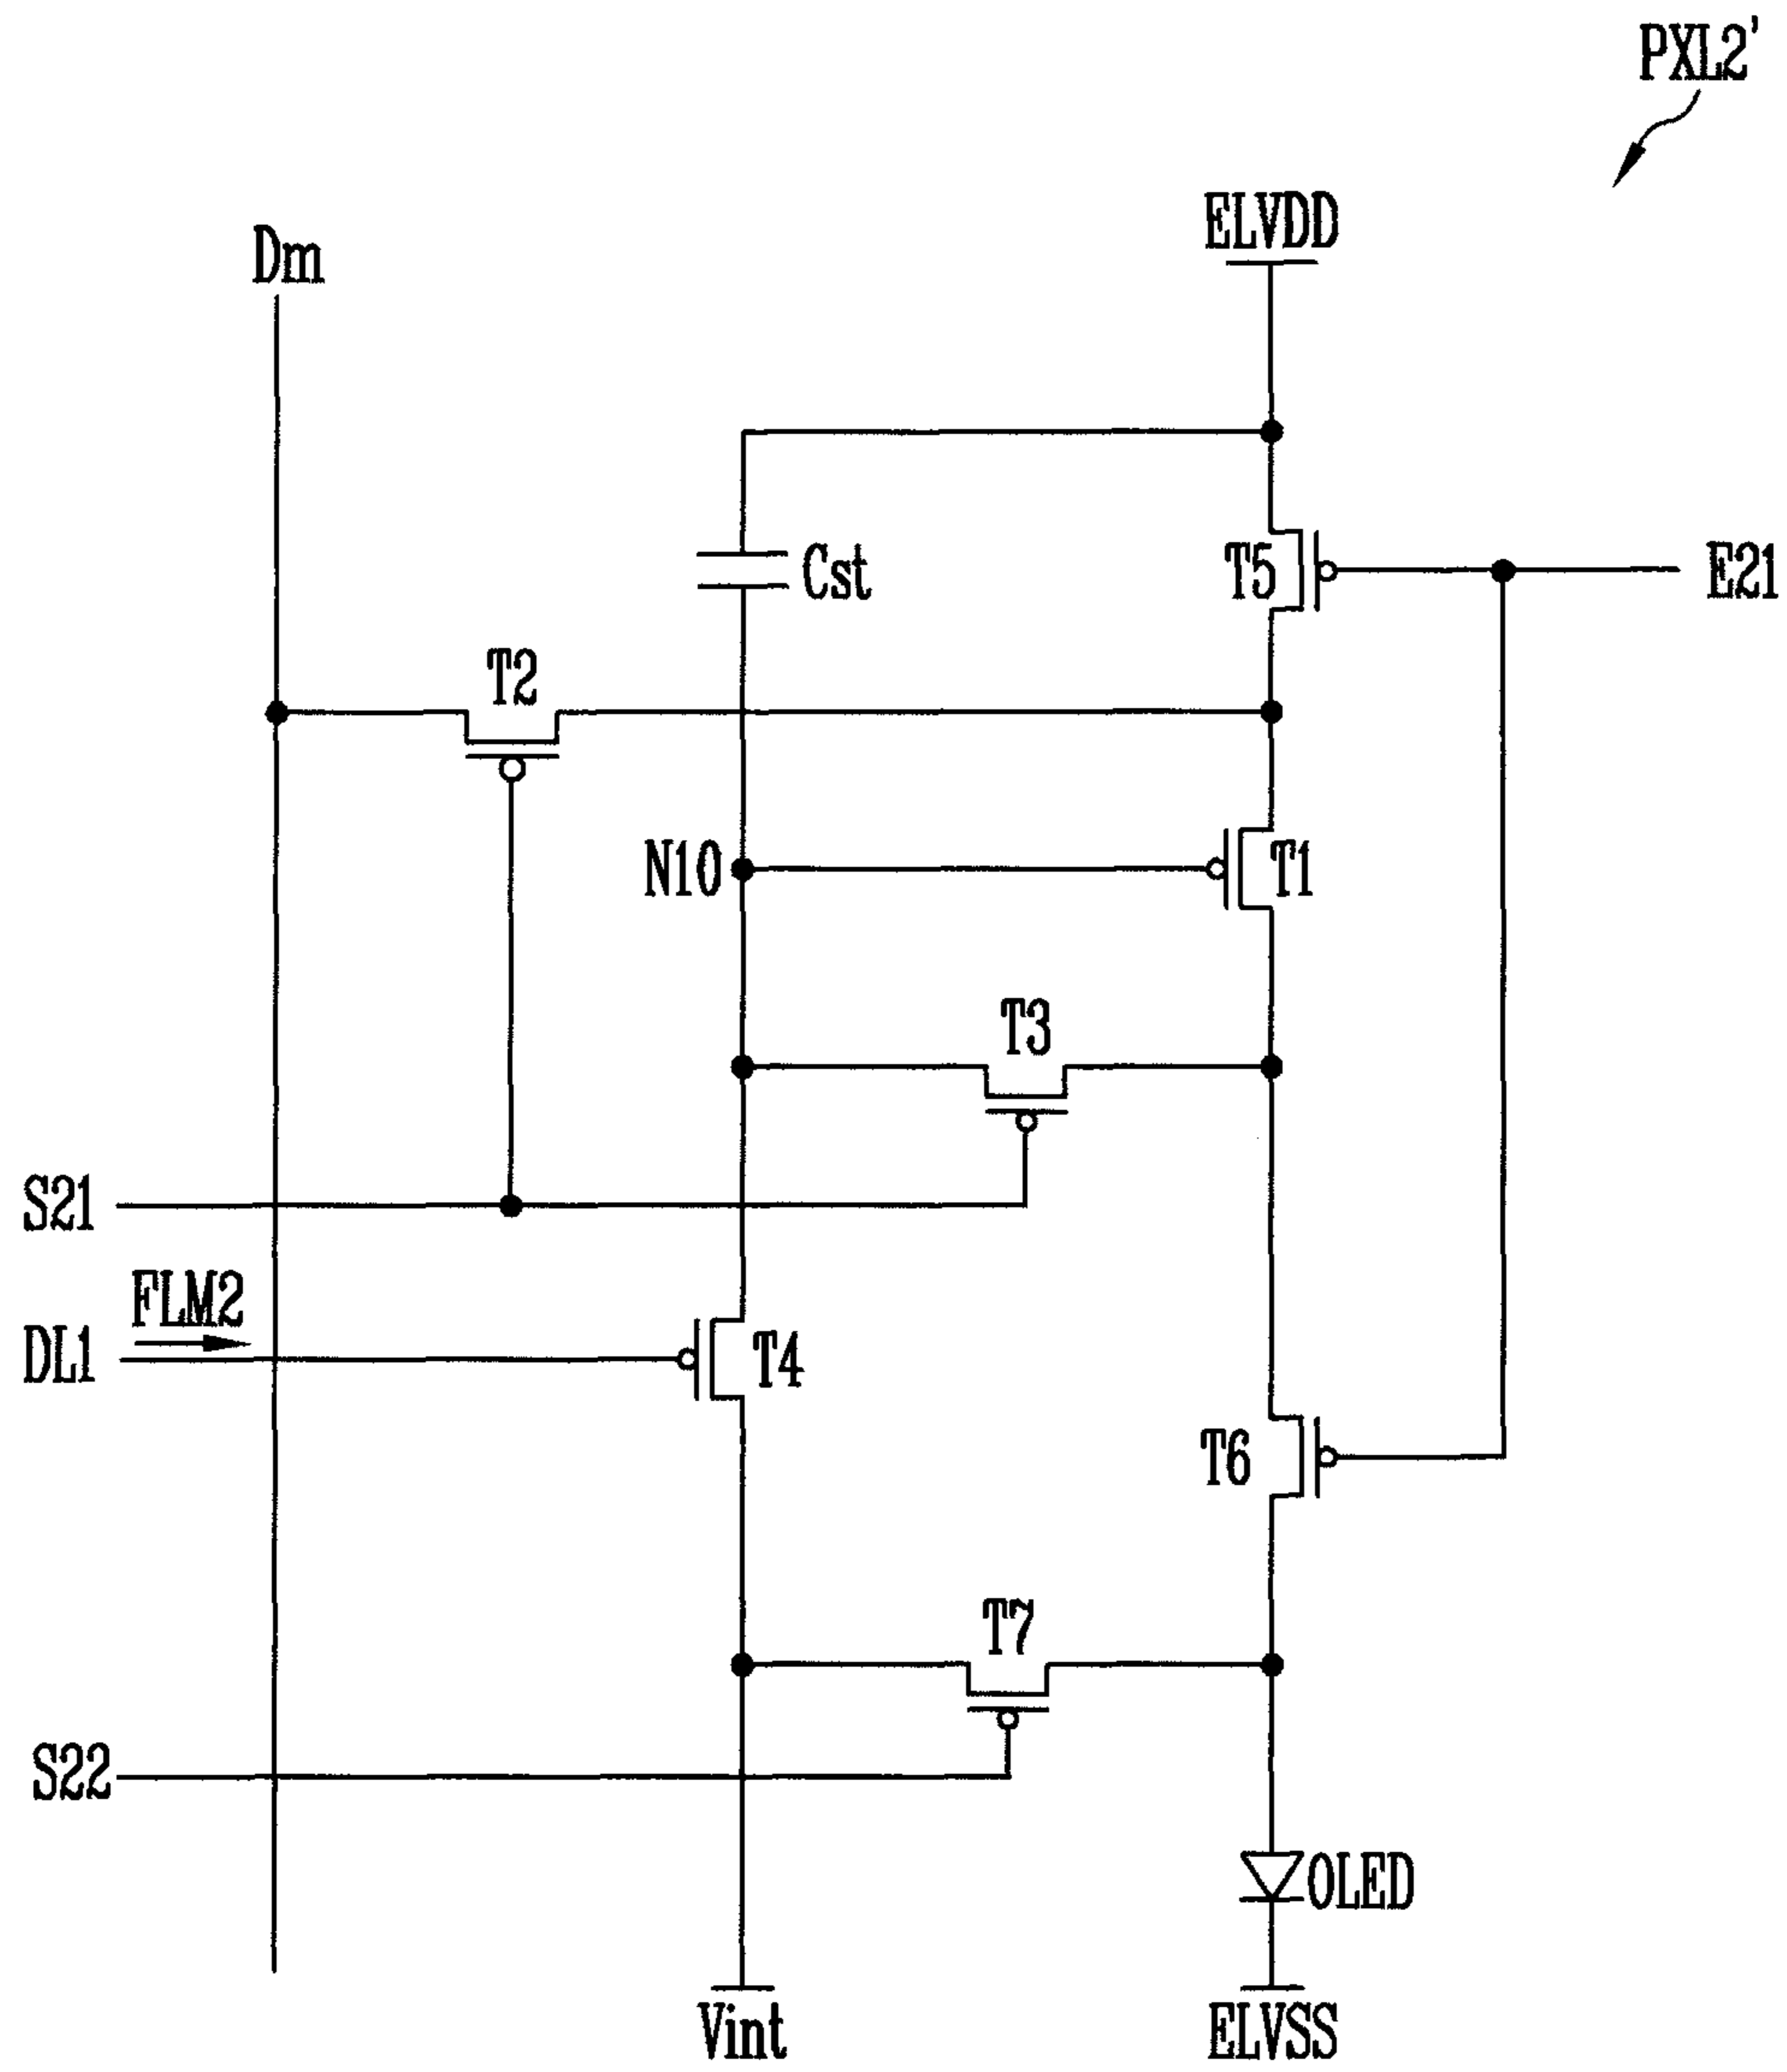 PXL2'
ELVDD
Dm
Cst
T5
E21
T2
N10
T1
T3
S21
FLM2
DL1
T4
T6
T7
S22
OLED
Vint
ELVSS